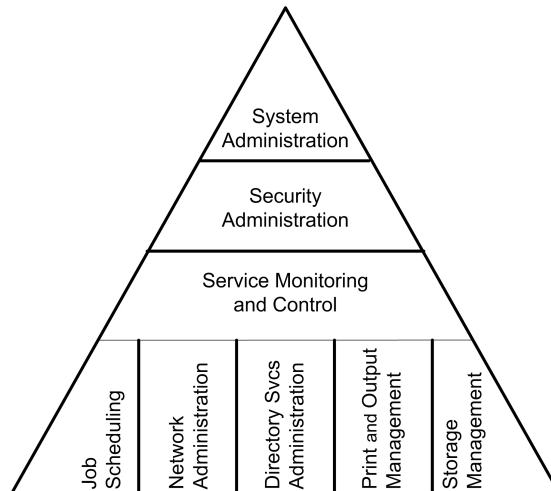 System
Administration
Security
Administration
Service Monitoring
and Control
Job
Scheduling
Network
Administration
Directory Svcs
Administration
Print and Output
Management
Storage
Management